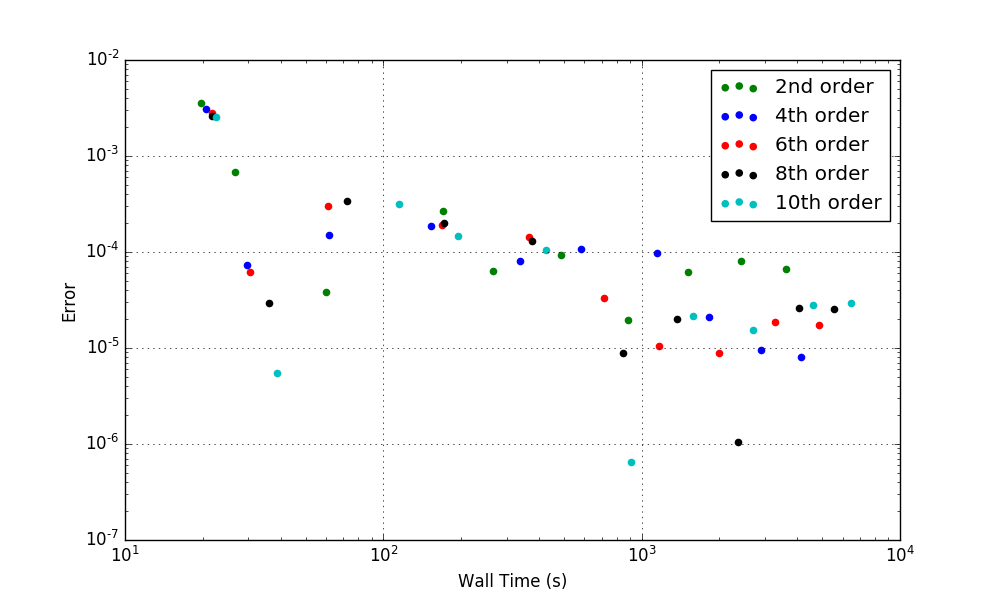 10^-2
10^-3
10^-4
10^-5
10^-6
10^-7
Error
2nd order
4th order
6th order
8th order
10th order
10^1 10^2 10^3 10^4
Wall Time (s)